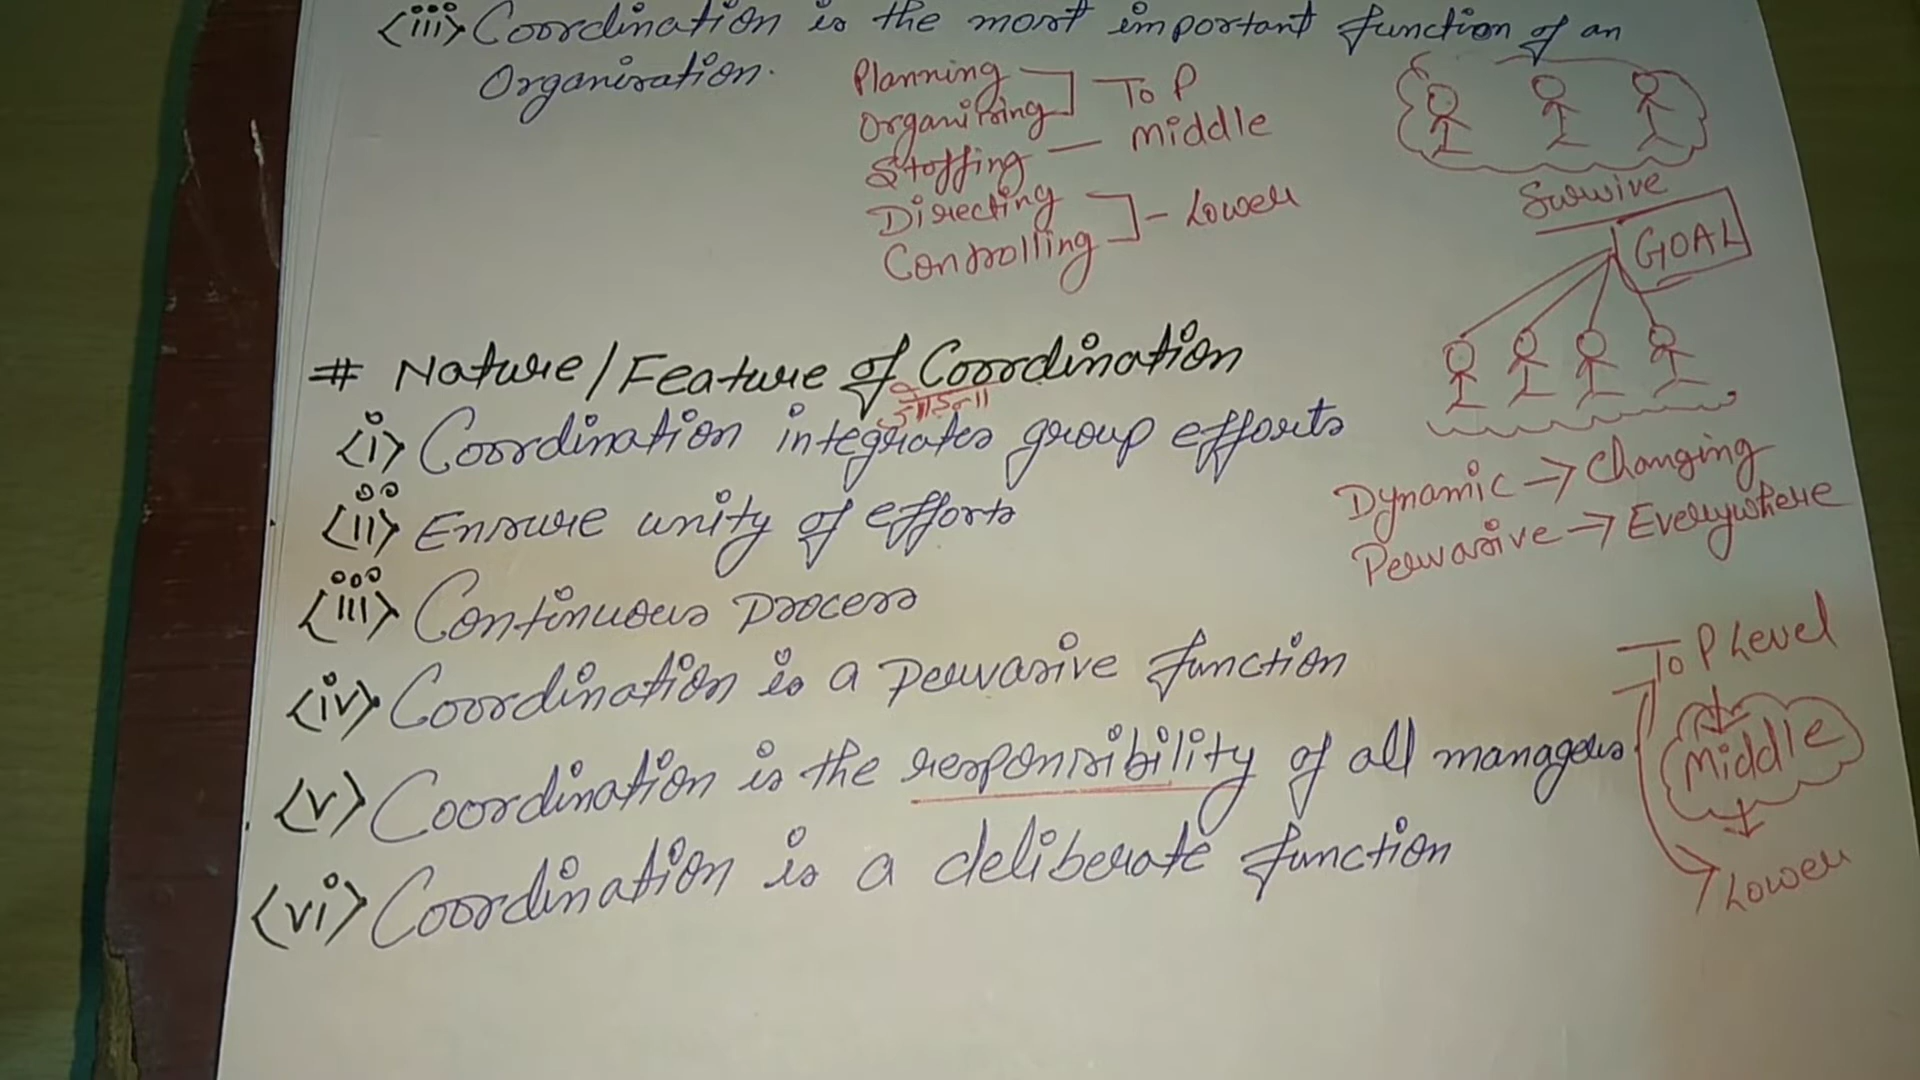 (iii) Coordination is the most important function of an
Organisation.
Planning
Organising
To P
Staffing — middle
Directing
Controlling
- Lower
Survive
GOAL
# Nature/Feature of Coordination
(i) Coordination integrates group efforts
(ii) Ensure unity of efforts
(iii) Continuous process
(iv) Coordination is a pervasive function
(v) Coordination is the responsibility of all managers
(vi) Coordination is a deliberate function
Dynamic → Changing
Pervasive → Everywhere
To P Level
Middle
Lower